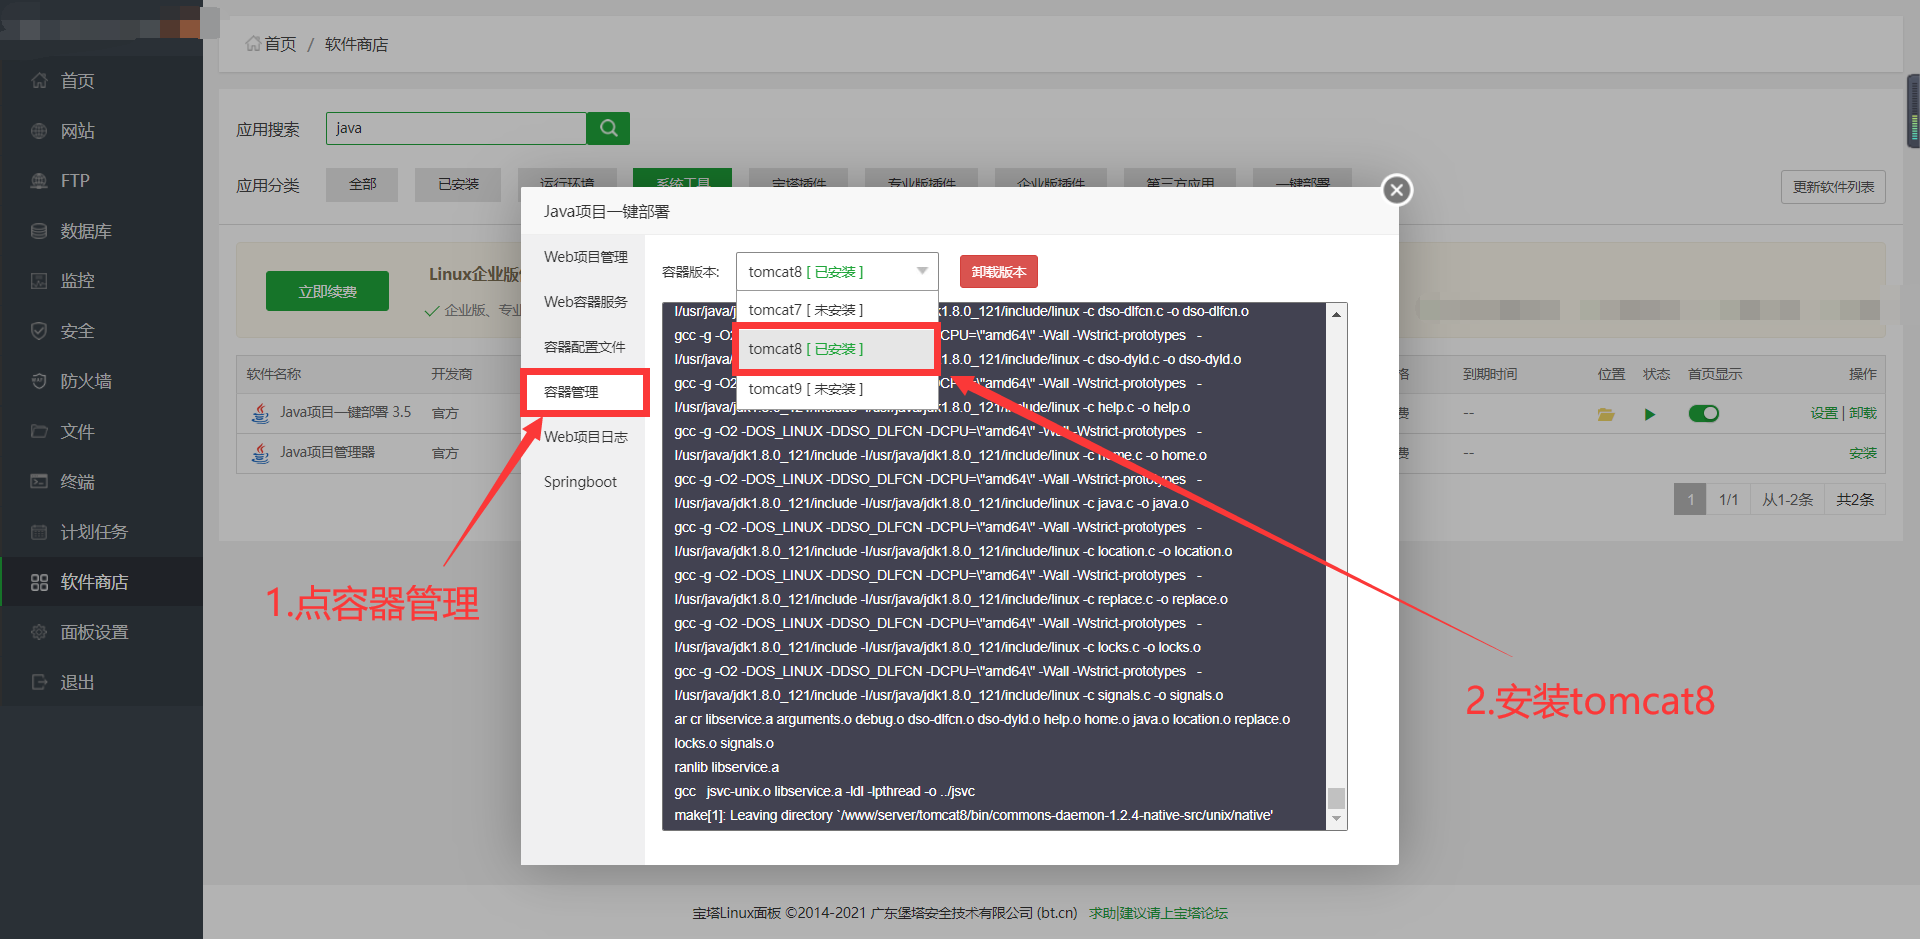 首页 / 软件商店
首页
网站
FTP
数据库
监控
安全
防火墙
文件
终端
计划任务
软件商店
面板设置
退出
应用搜索 java
应用分类 全部 已安装 运行环境 系统工具 宝塔插件 专业版插件 企业版插件 第三方应用 一键部署 更新软件列表
立即续费
Linux企业版
企业版、专业
软件名称 开发商 到期时间 位置 状态 首页显示 操作
Java项目一键部署 3.5 官方 费 -- 设置 | 卸载
Java项目管理器 官方 费 -- 安装
1 1/1 从1-2条 共2条
Java项目一键部署
Web项目管理
Web容器服务
容器配置文件
容器管理
Web项目日志
Springboot
容器版本: tomcat8 [ 已安装 ] 卸载版本
tomcat7 [ 未安装 ]
tomcat8 [ 已安装 ]
tomcat9 [ 未安装 ]
I/usr/java/j k1.8.0_121/include/linux -c dso-dlfcn.c -o dso-dlfcn.o
gcc -g -O2 CPU=\"amd64\" -Wall -Wstrict-prototypes -
I/usr/java/j k1.8.0_121/include/linux -c dso-dyld.c -o dso-dyld.o
gcc -g -O2 CPU=\"amd64\" -Wall -Wstrict-prototypes -
I/usr/java/jdk1.8.0_121/include -I/usr/java/jdk1.8.0_121/include/linux -c help.c -o help.o
gcc -g -O2 -DOS_LINUX -DDSO_DLFCN -DCPU=\"amd64\" -Wall -Wstrict-prototypes -
I/usr/java/jdk1.8.0_121/include -I/usr/java/jdk1.8.0_121/include/linux -c home.c -o home.o
gcc -g -O2 -DOS_LINUX -DDSO_DLFCN -DCPU=\"amd64\" -Wall -Wstrict-prototypes -
I/usr/java/jdk1.8.0_121/include -I/usr/java/jdk1.8.0_121/include/linux -c java.c -o java.o
gcc -g -O2 -DOS_LINUX -DDSO_DLFCN -DCPU=\"amd64\" -Wall -Wstrict-prototypes -
I/usr/java/jdk1.8.0_121/include -I/usr/java/jdk1.8.0_121/include/linux -c location.c -o location.o
gcc -g -O2 -DOS_LINUX -DDSO_DLFCN -DCPU=\"amd64\" -Wall -Wstrict-prototypes -
I/usr/java/jdk1.8.0_121/include -I/usr/java/jdk1.8.0_121/include/linux -c replace.c -o replace.o
gcc -g -O2 -DOS_LINUX -DDSO_DLFCN -DCPU=\"amd64\" -Wall -Wstrict-prototypes -
I/usr/java/jdk1.8.0_121/include -I/usr/java/jdk1.8.0_121/include/linux -c locks.c -o locks.o
gcc -g -O2 -DOS_LINUX -DDSO_DLFCN -DCPU=\"amd64\" -Wall -Wstrict-prototypes -
I/usr/java/jdk1.8.0_121/include -I/usr/java/jdk1.8.0_121/include/linux -c signals.c -o signals.o
ar cr libservice.a arguments.o debug.o dso-dlfcn.o dso-dyld.o help.o home.o java.o location.o replace.o
locks.o signals.o
ranlib libservice.a
gcc jsvc-unix.o libservice.a -ldl -lpthread -o ../jsvc
make[1]: Leaving directory `/www/server/tomcat8/bin/commons-daemon-1.2.4-native-src/unix/native'
1.点容器管理
2.安装tomcat8
宝塔Linux面板 ©2014-2021 广东堡塔安全技术有限公司 (bt.cn) 求助|建议请上宝塔论坛